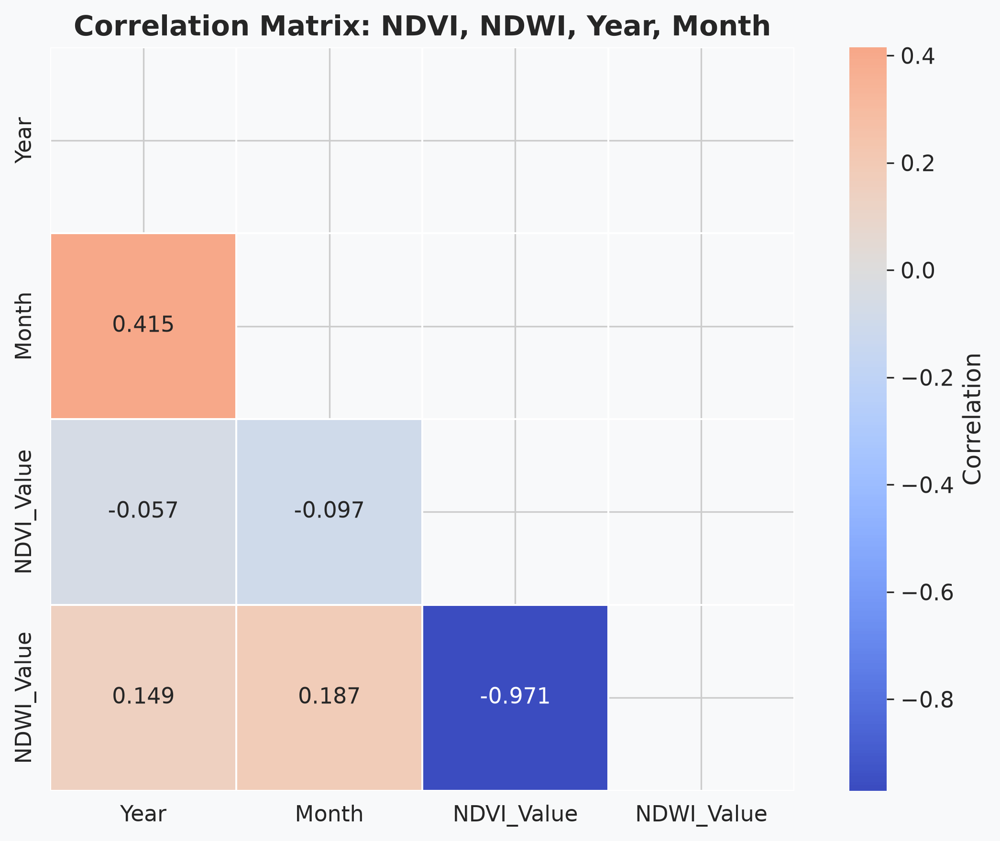 Correlation Matrix: NDVI, NDWI, Year, Month
Year
Month
NDVI_Value
NDWI_Value
0.415
-0.057
-0.097
0.149
0.187
-0.971
Year
Month
NDVI_Value
NDWI_Value
0.4
0.2
0.0
−0.2
−0.4
−0.6
−0.8
Correlation